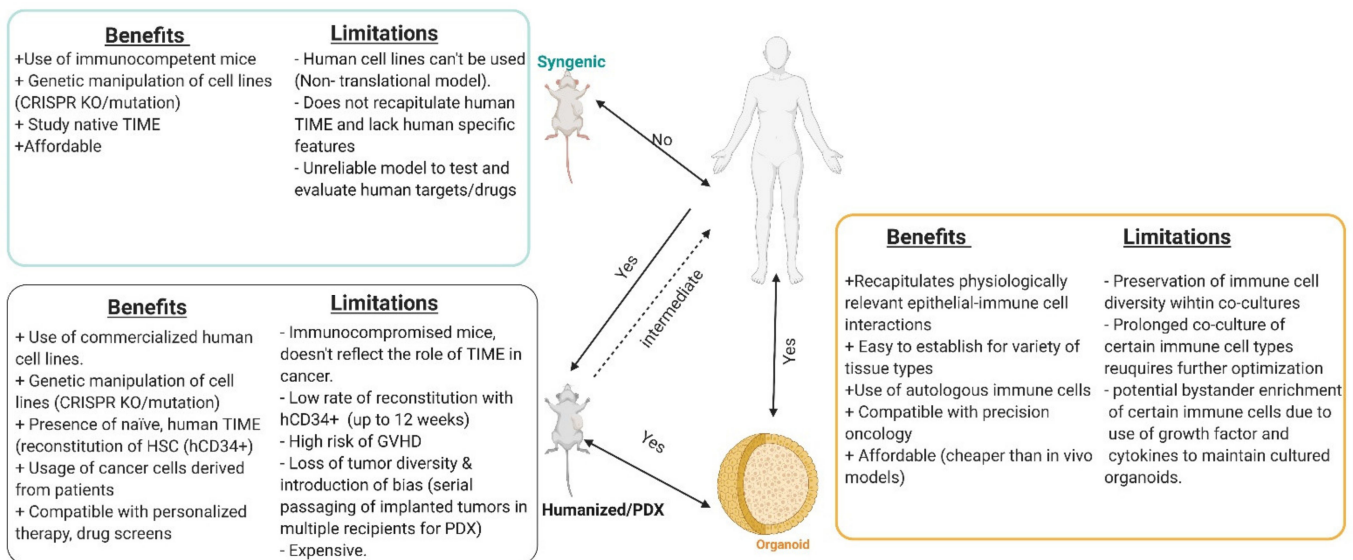 Benefits
+Use of immunocompetent mice
+ Genetic manipulation of cell lines
(CRISPR KO/mutation)
+ Study native TIME
+Affordable
Limitations
- Human cell lines can't be used
(Non- translational model).
- Does not recapitulate human
TIME and lack human specific
features
- Unreliable model to test and
evaluate human targets/drugs
Syngenic
No
Yes
intermediate
Yes
Yes
Benefits
+ Use of commercialized human
cell lines.
+ Genetic manipulation of cell
lines (CRISPR KO/mutation)
+ Presence of naïve, human TIME
(reconstitution of HSC (hCD34+)
+ Usage of cancer cells derived
from patients
+ Compatible with personalized
therapy, drug screens
Limitations
- Immunocompromised mice,
doesn't reflect the role of TIME in
cancer.
- Low rate of reconstitution with
hCD34+ (up to 12 weeks)
- High risk of GVHD
- Loss of tumor diversity &
introduction of bias (serial
passaging of implanted tumors in
multiple recipients for PDX)
- Expensive.
Humanized/PDX
Organoid
Benefits
+Recapitulates physiologically
relevant epithelial-immune cell
interactions
+ Easy to establish for variety of
tissue types
+Use of autologous immune cells
+ Compatible with precision
oncology
+ Affordable (cheaper than in vivo
models)
Limitations
- Preservation of immune cell
diversity wihtin co-cultures
- Prolonged co-culture of
certain immune cell types
reuquires further optimization
- potential bystander enrichment
of certain immune cells due to
use of growth factor and
cytokines to maintain cultured
organoids.